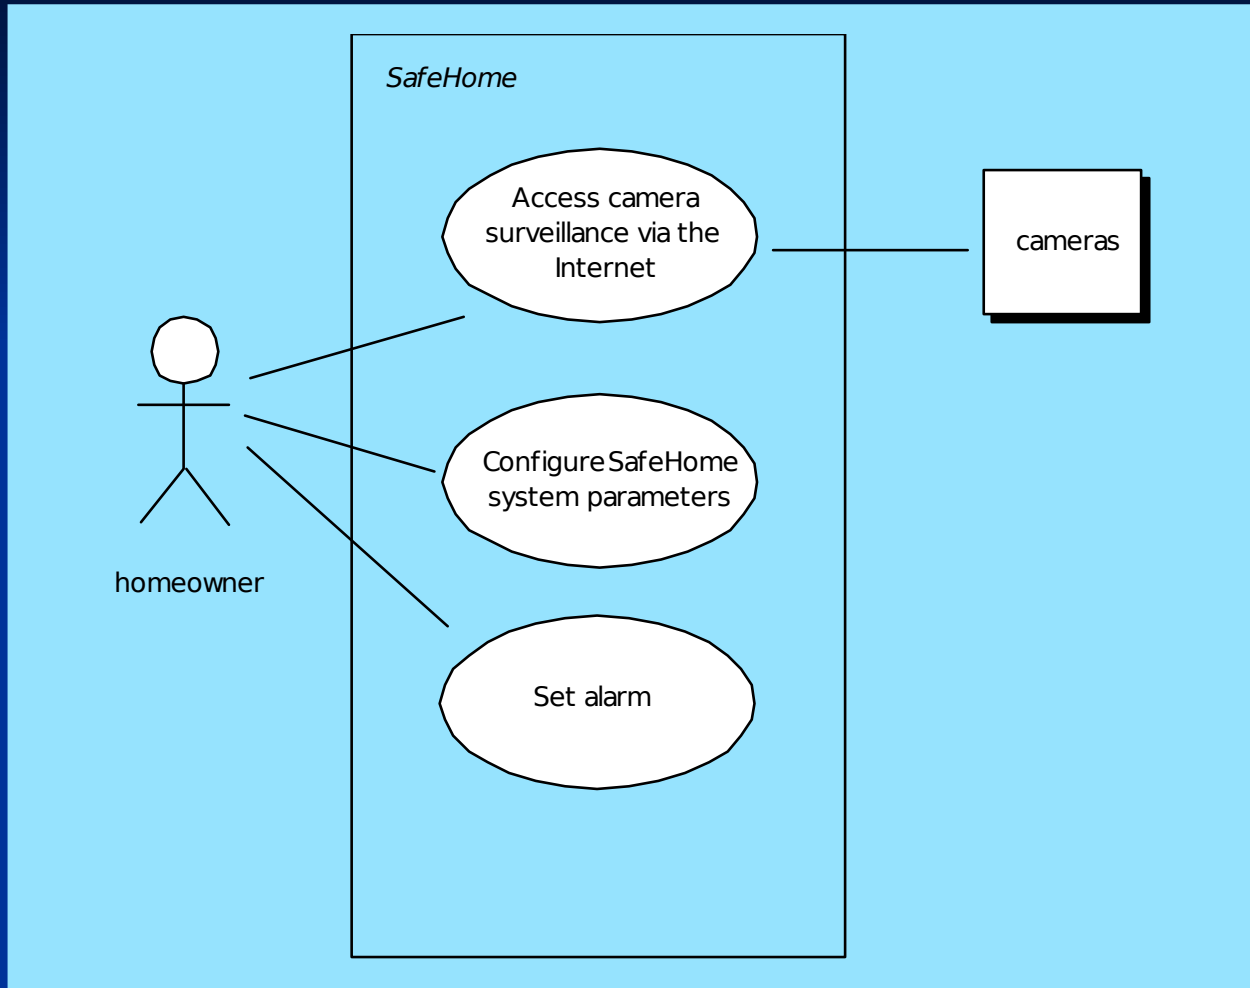 SafeHome
Access camera
surveillance via the
Internet
cameras
Configure SafeHome
system parameters
homeowner
Set alarm